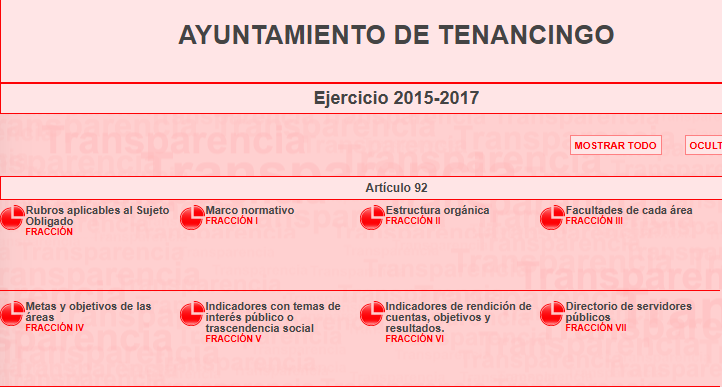 AYUNTAMIENTO DE TENANCINGO
Ejercicio 2015-2017
MOSTRAR TODO
OCULT
Artículo 92
Rubros aplicables al Sujeto
Obligado
FRACCIÓN
Marco normativo
FRACCIÓN I
Estructura orgánica
FRACCIÓN II
Facultades de cada área
FRACCIÓN III
Metas y objetivos de las
áreas
FRACCIÓN IV
Indicadores con temas de
interés público o
trascendencia social
FRACCIÓN V
Indicadores de rendición de
cuentas, objetivos y
resultados.
FRACCIÓN VI
Directorio de servidores
públicos
FRACCIÓN VII